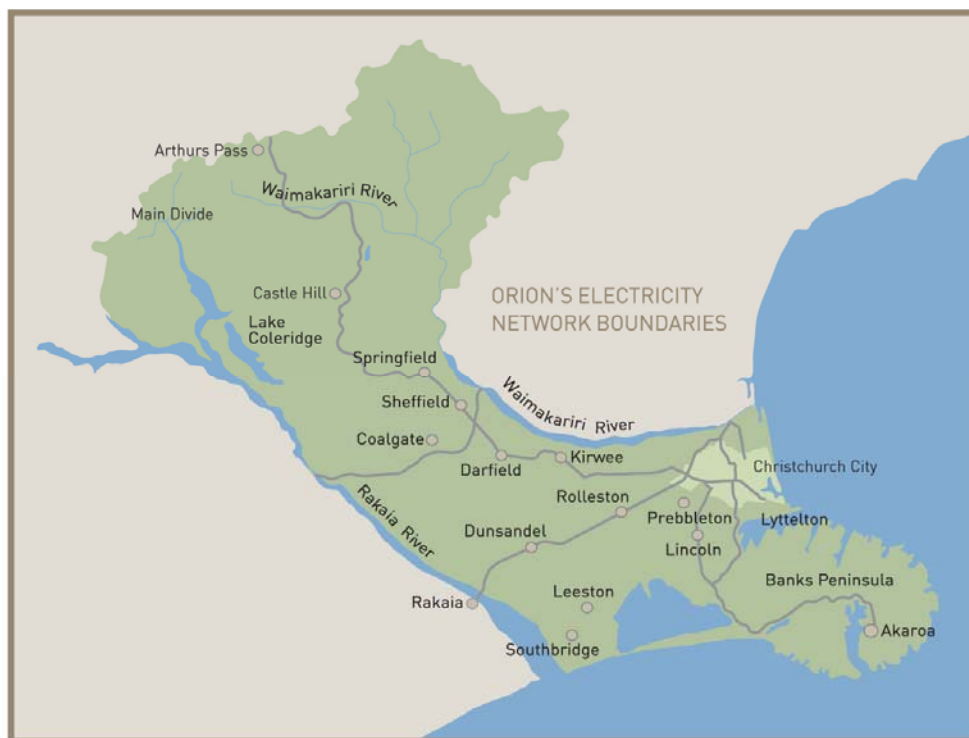 Arthurs Pass
Waimakariri River
Main Divide
Castle Hill
ORION'S ELECTRICITY
NETWORK BOUNDARIES
Lake
Coleridge
Springfield
Sheffield
Waimakariri River
Coalgate
Darfield
Kirwee
Christchurch City
Rakaia River
Rolleston
Prebbleton
Lyttelton
Dunsandel
Lincoln
Banks Peninsula
Rakaia
Leeston
Akaroa
Southbridge